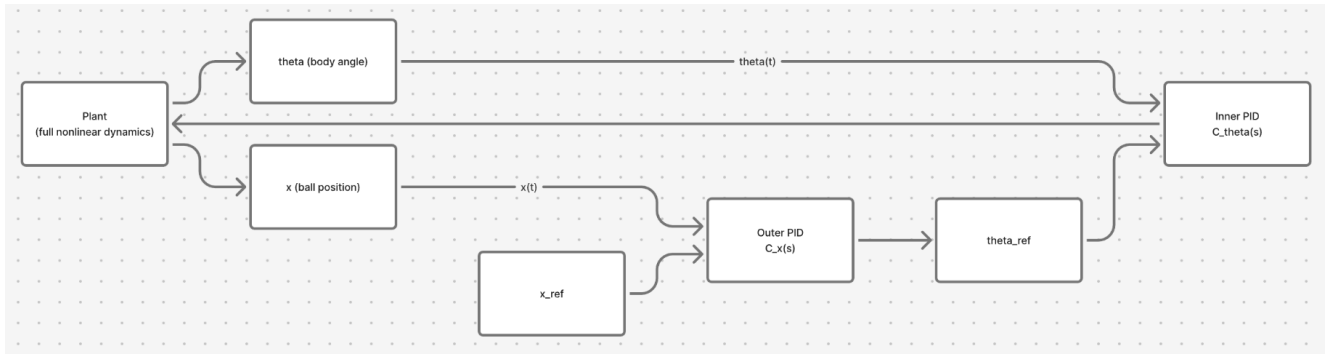 theta (body angle)
theta(t)
Plant
(full nonlinear dynamics)
Inner PID
C_theta(s)
x (ball position)
x(t)
Outer PID
C_x(s)
theta_ref
x_ref